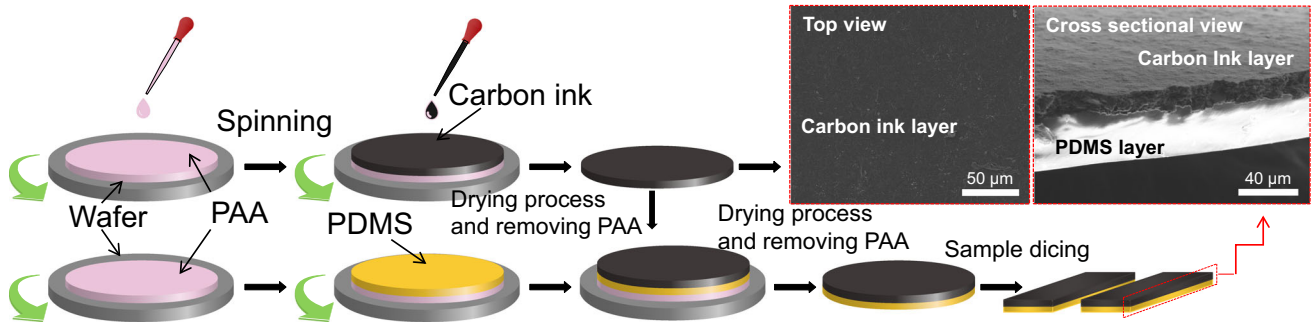 Top view
Cross sectional view
Carbon Ink layer
Carbon ink
Spinning
Carbon ink layer
PDMS layer
50 μm
40 μm
Wafer
PAA
PDMS
Drying process
and removing PAA
Drying process
and removing PAA
Sample dicing